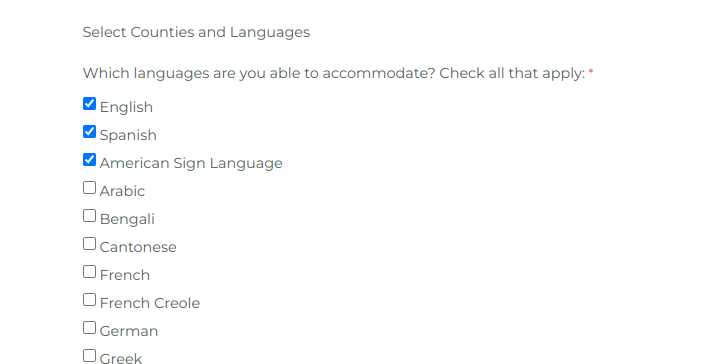 Select Counties and Languages
Which languages are you able to accommodate? Check all that apply: *
English
Spanish
American Sign Language
Arabic
Bengali
Cantonese
French
French Creole
German
Greek